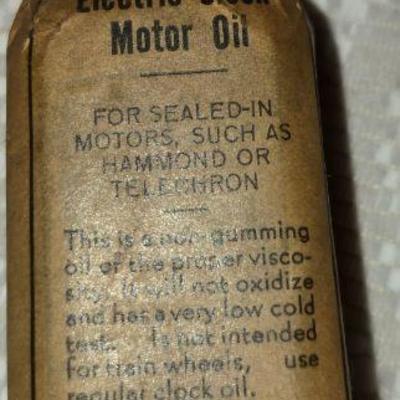 Electric Clock
Motor Oil
FOR SEALED-IN
MOTORS, SUCH AS
HAMMOND OR
TELECHRON
This is a non-gumming
oil of the proper visco-
sity. It will not oxidize
and has a very low cold
test. Is not intended
for train wheels, use
regular clock oil.